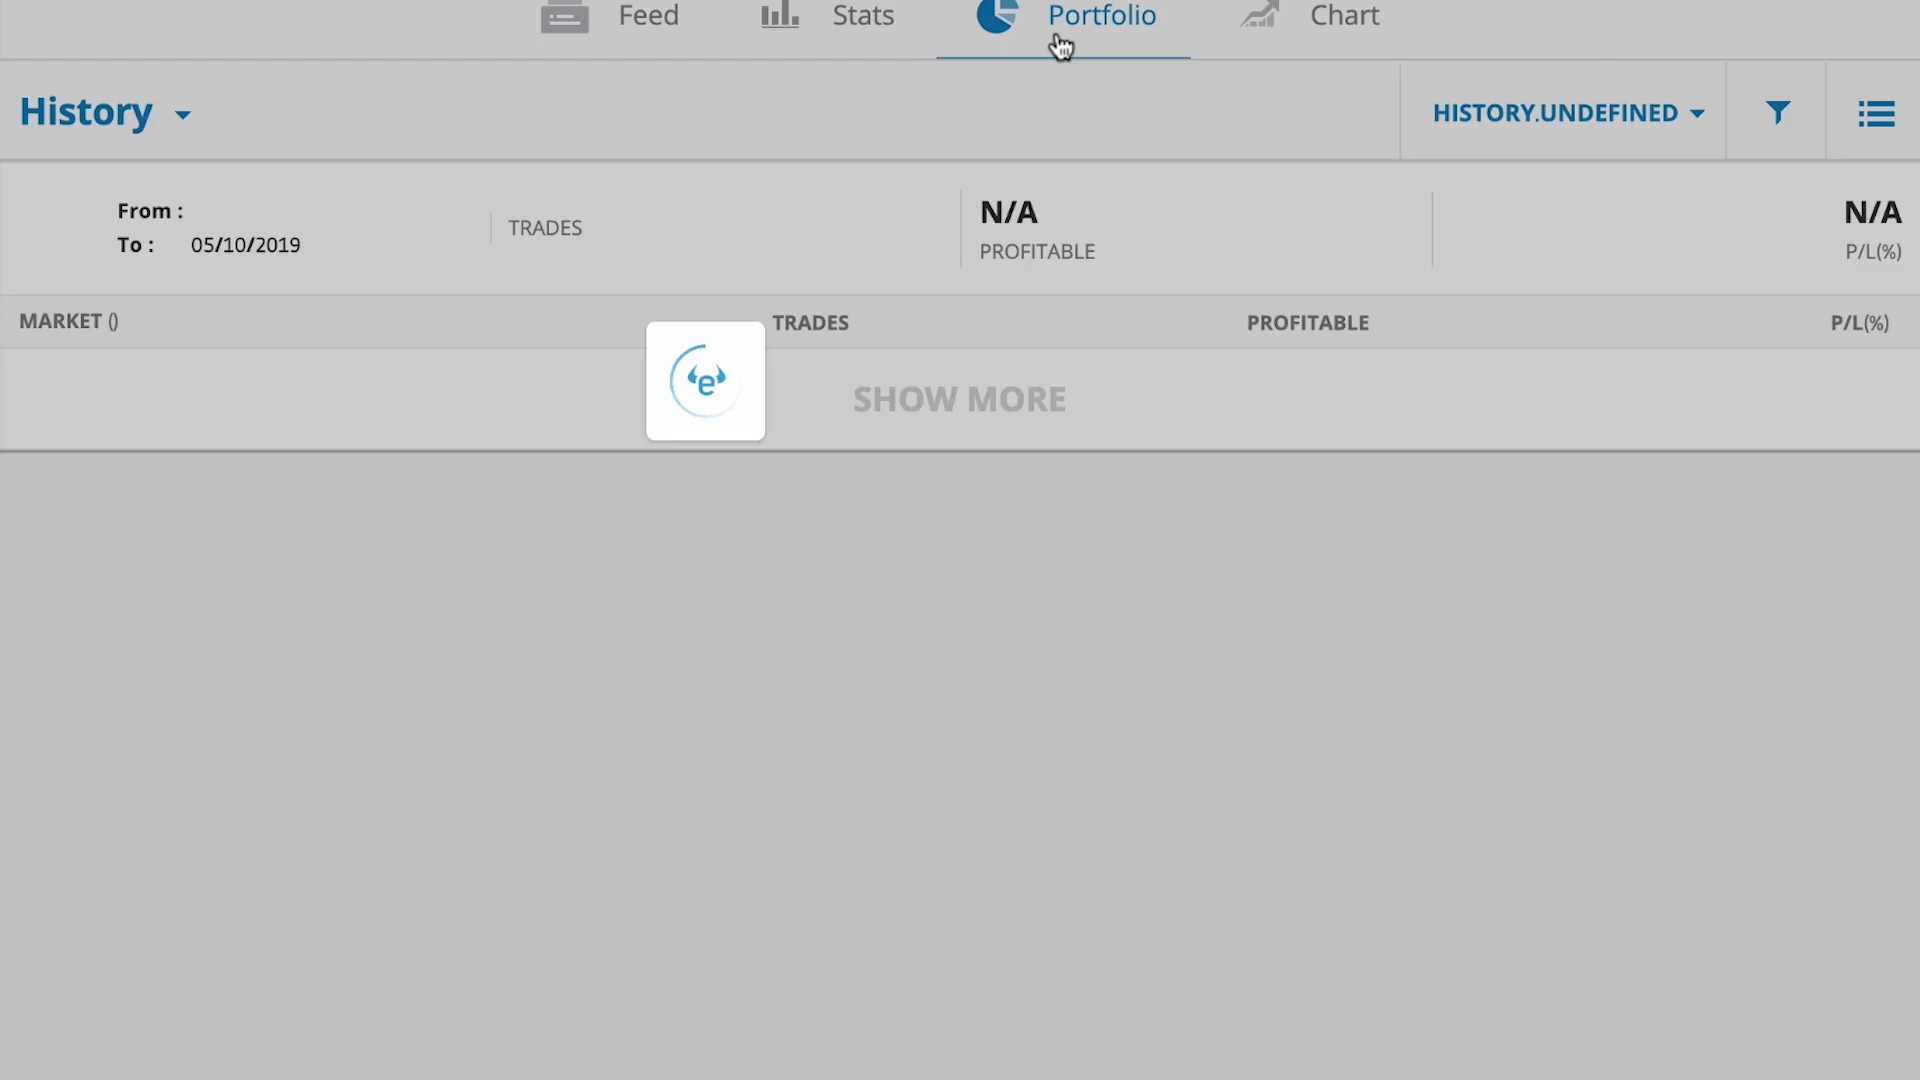 Feed Stats Portfolio Chart
History HISTORY.UNDEFINED
From :
To : 05/10/2019
TRADES
N/A
PROFITABLE
N/A
P/L(%)
MARKET () TRADES PROFITABLE P/L(%)
e
SHOW MORE